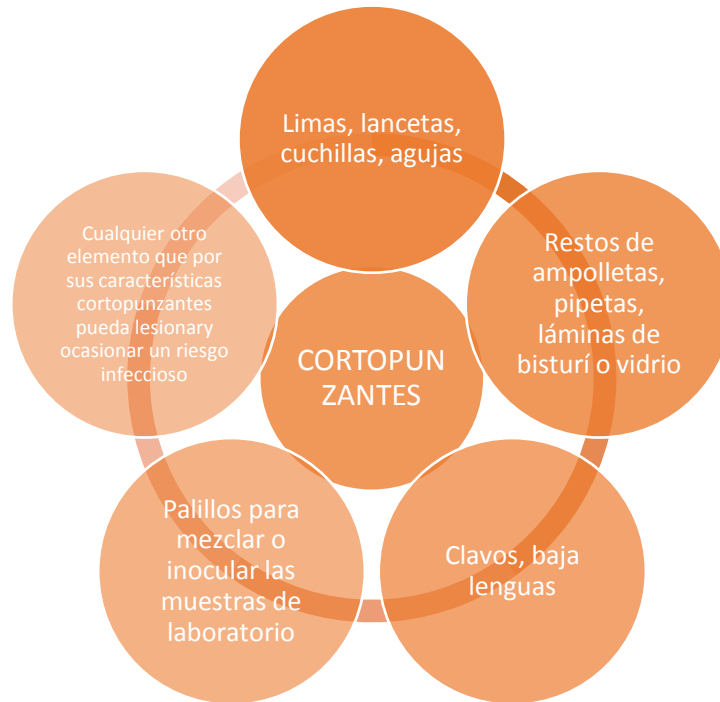 Limas, lancetas,
cuchillas, agujas
Restos de
ampolletas,
pipetas,
láminas de
bisturí o vidrio
Clavos, baja
lenguas
Palillos para
mezclar o
inocular las
muestras de
laboratorio
Cualquier otro
elemento que por
sus características
cortopunzantes
pueda lesionary
ocasionar un riesgo
infeccioso
CORTOPUN
ZANTES